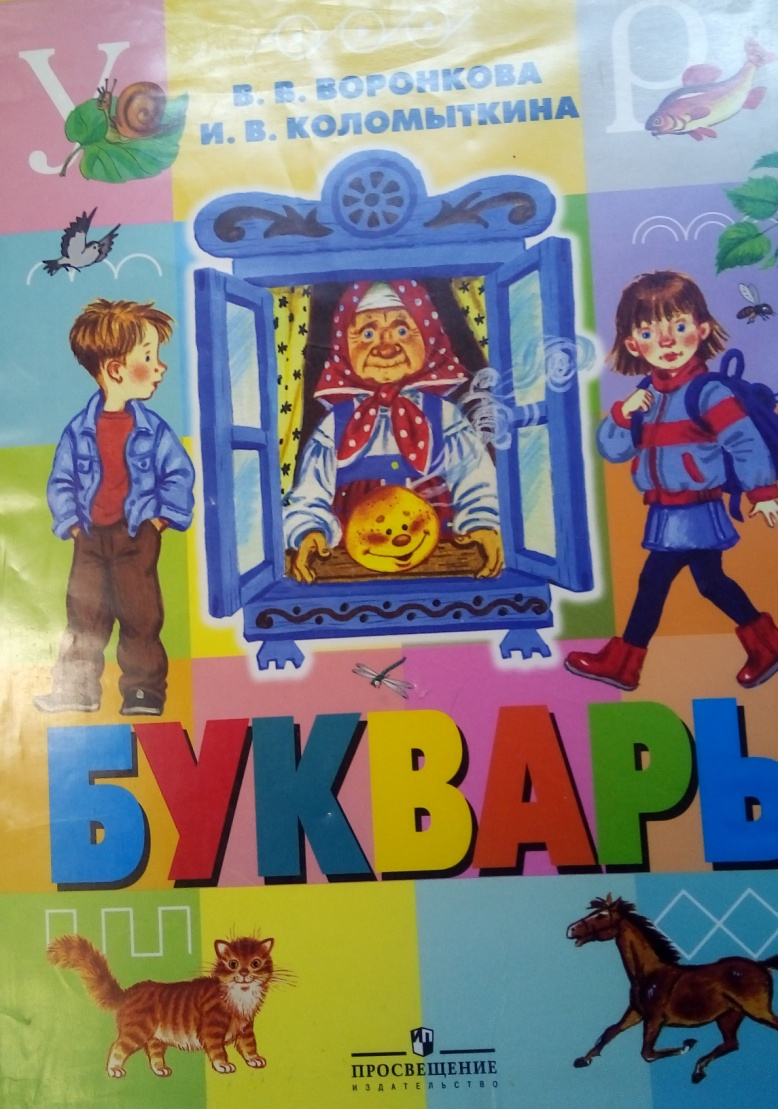 У
Р
В. В. ВОРОНКОВА
И. В. КОЛОМЫТКИНА
БУКВАРЬ
ПРОСВЕЩЕНИЕ
ИЗДАТЕЛЬСТВО